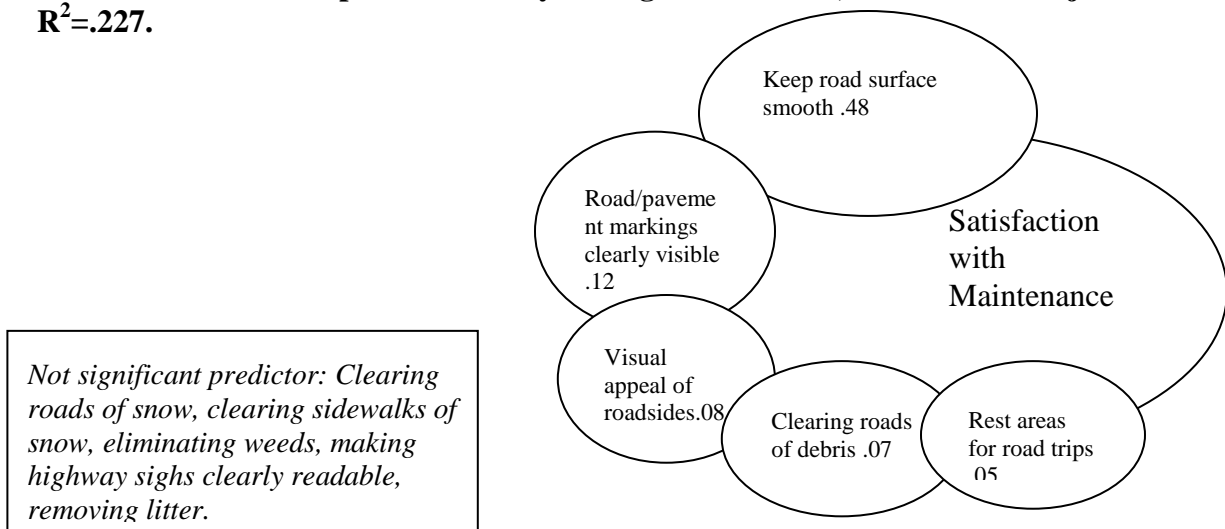 R²=.227.
Keep road surface
smooth .48
Road/paveme
nt markings
clearly visible
.12
Satisfaction
with
Maintenance
Visual
appeal of
roadsides.08
Clearing roads
of debris .07
Rest areas
for road trips
.05
Not significant predictor: Clearing
roads of snow, clearing sidewalks of
snow, eliminating weeds, making
highway sighs clearly readable,
removing litter.